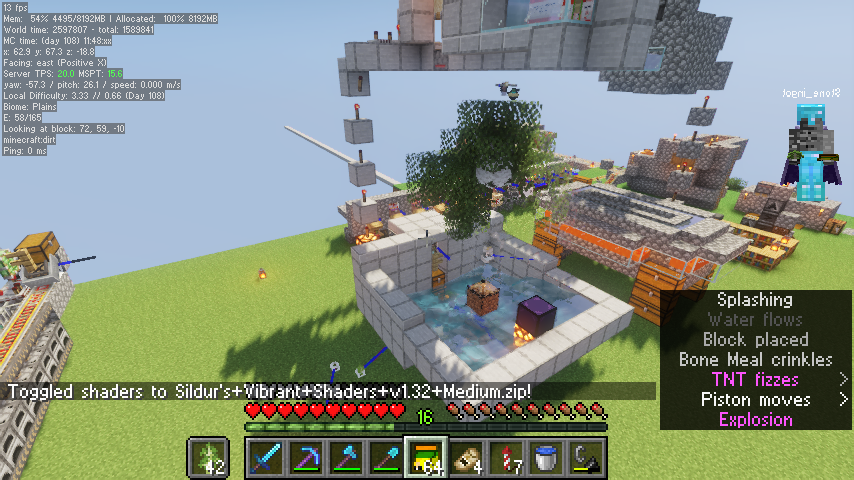 13 fps
Mem: 54% 4495/8192MB | Allocated: 100% 8192MB
World time: 2597807 - total: 1589841
MC time: (day 108) 11:48:xx
x: 62.9 y: 67.3 z: -18.8
Facing: east (Positive X)
Server TPS: 20.0 MSPT: 15.6
yaw: -57.3 / pitch: 26.1 / speed: 0.000 m/s
Local Difficulty: 3.33 // 0.66 (Day 108)
Biome: Plains
E: 58/165
Looking at block: 72, 59, -10
minecraft:dirt
Ping: 0 ms
Splashing
Water flows
Block placed
Bone Meal crinkles
TNT fizzes >
Piston moves >
Explosion
Toggled shaders to Sildur's+Vibrant+Shaders+v1.32+Medium.zip!
16
42
64
4
7